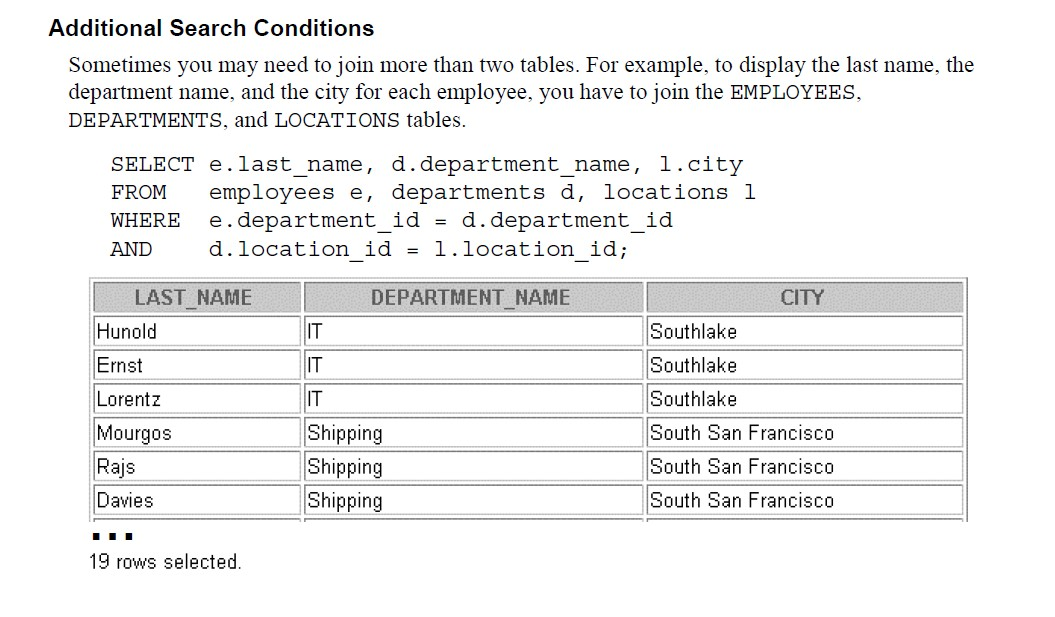 Additional Search Conditions
Sometimes you may need to join more than two tables. For example, to display the last name, the
department name, and the city for each employee, you have to join the EMPLOYEES,
DEPARTMENTS, and LOCATIONS tables.
SELECT e.last_name, d.department_name, l.city
FROM employees e, departments d, locations l
WHERE e.department_id = d.department_id
AND d.location_id = l.location_id;
LAST_NAME DEPARTMENT_NAME CITY
Hunold IT Southlake
Ernst IT Southlake
Lorentz IT Southlake
Mourgos Shipping South San Francisco
Rajs Shipping South San Francisco
Davies Shipping South San Francisco
...
19 rows selected.